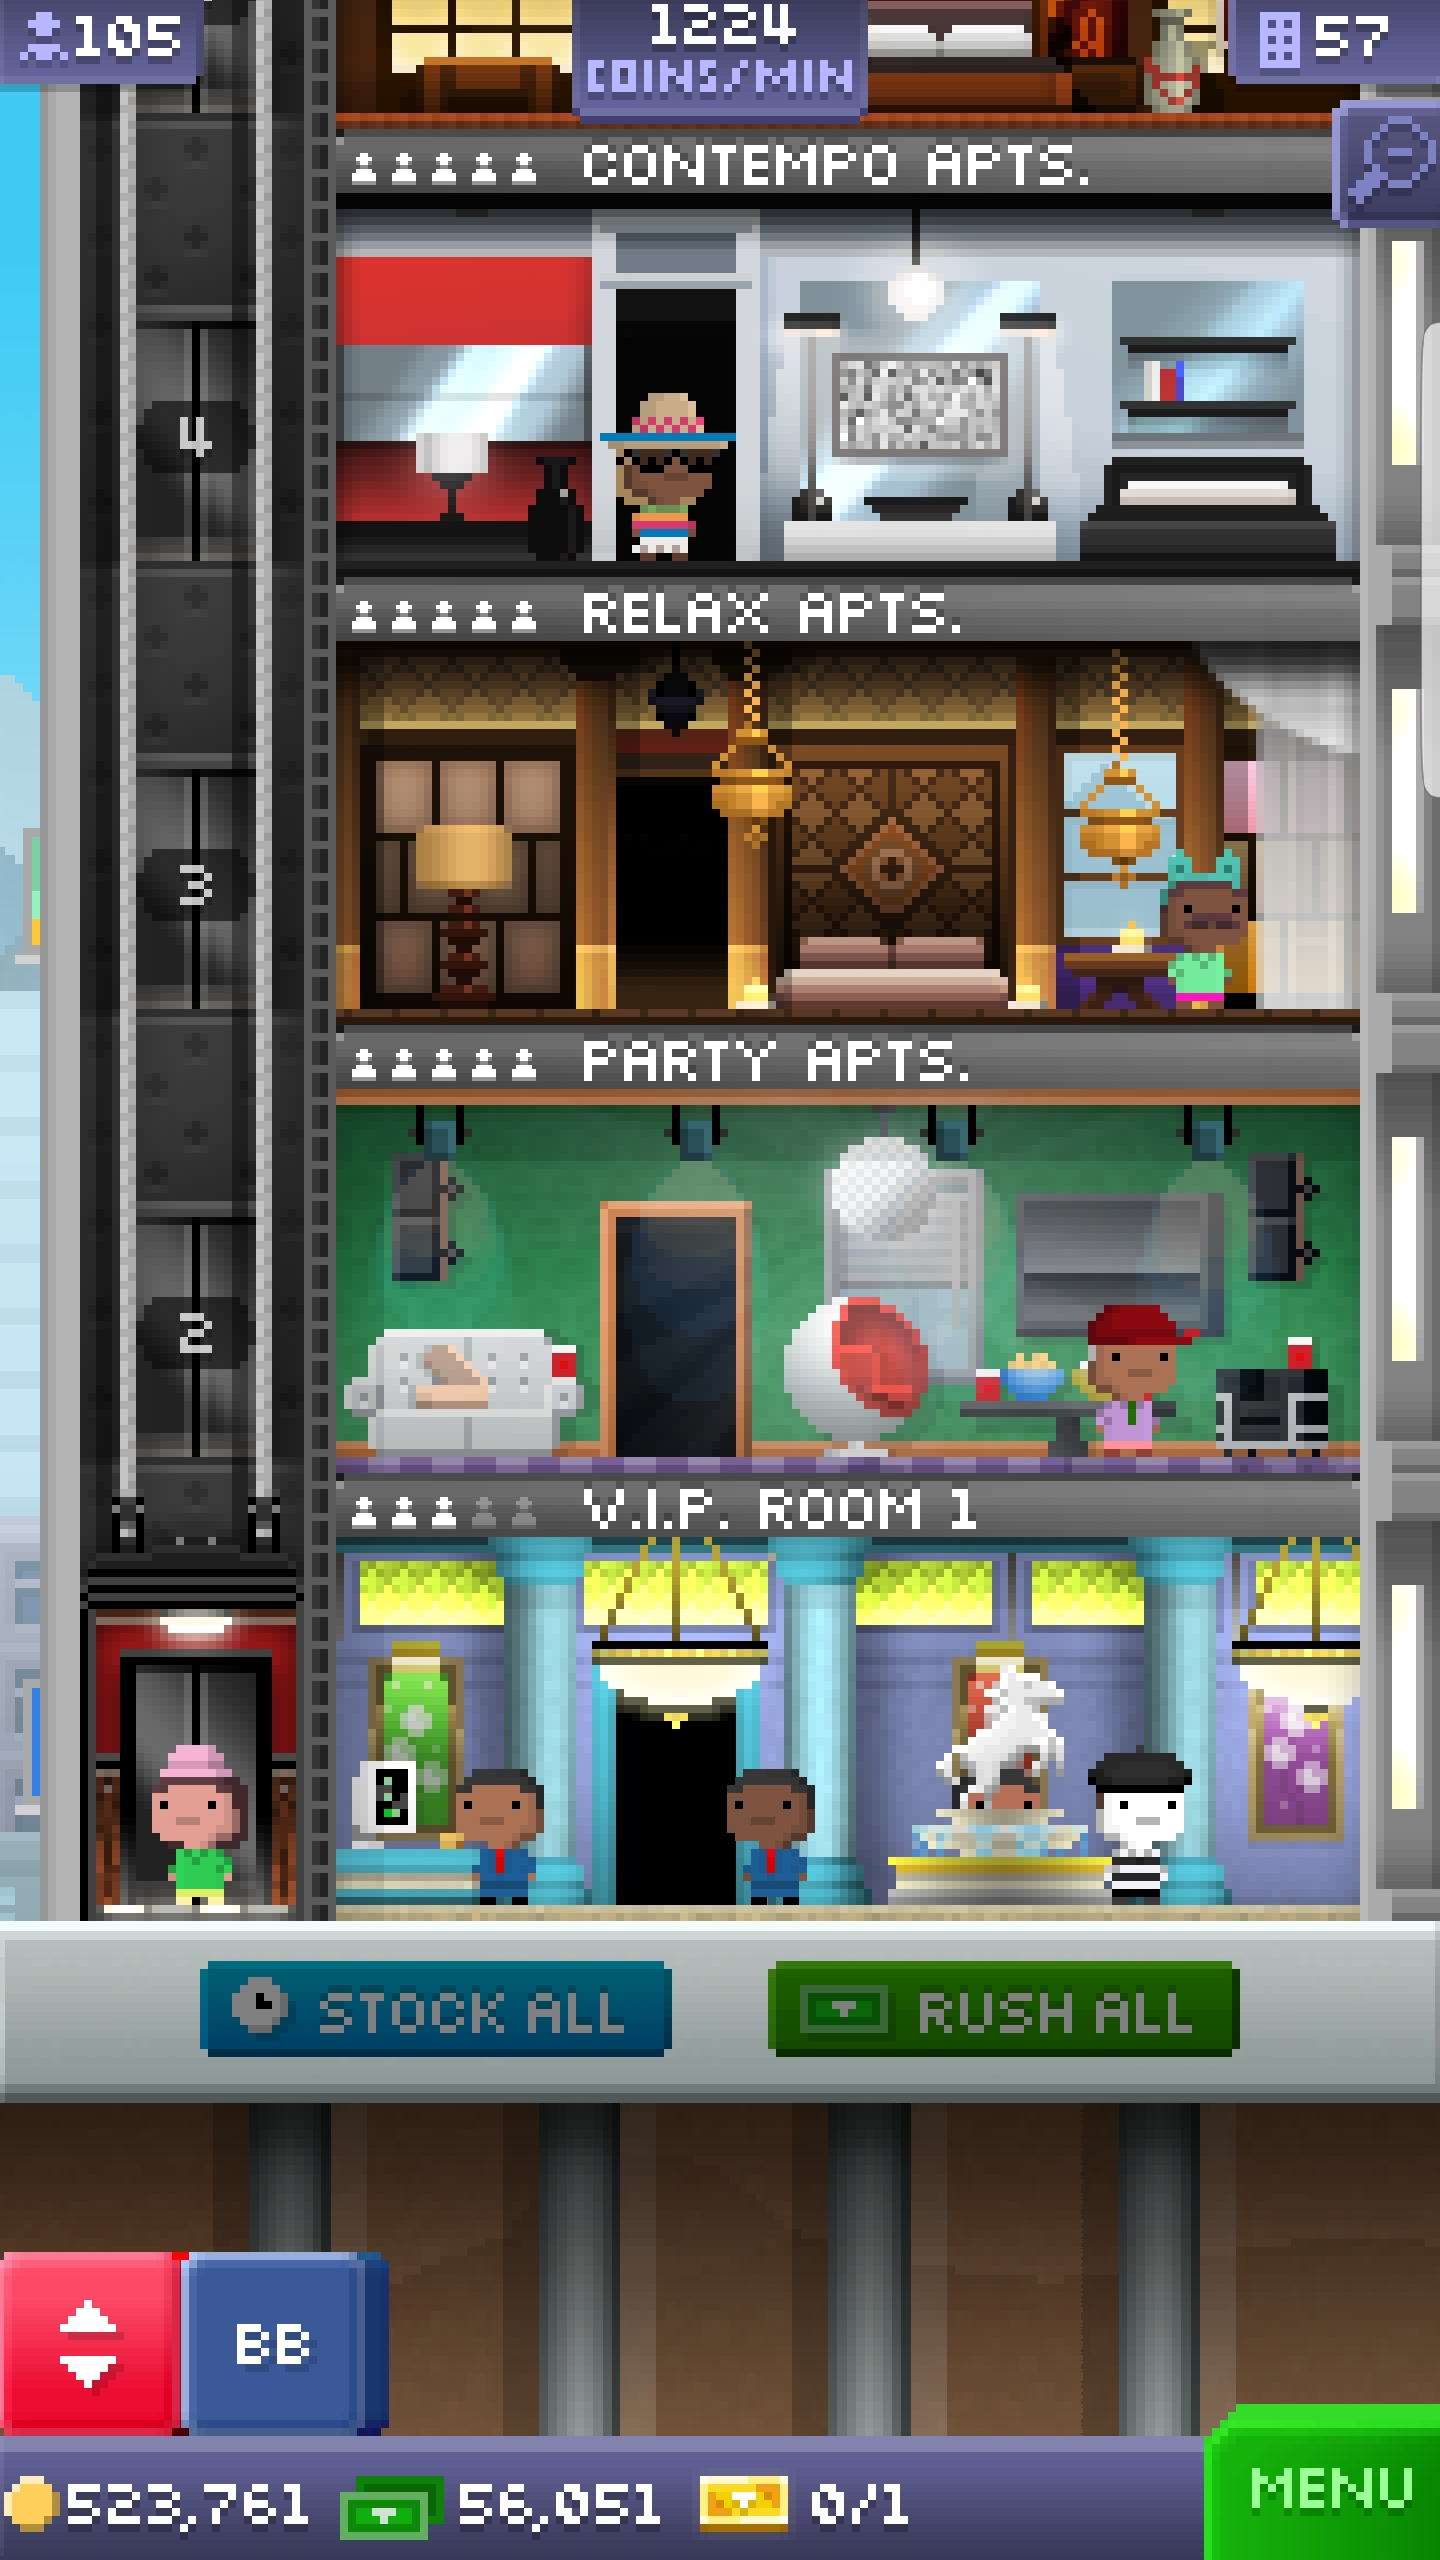 105
1224
COINS/MIN
57
CONTEMPO APTS.
4
RELAX APTS.
3
PARTY APTS.
2
V.I.P. ROOM 1
STOCK ALL
RUSH ALL
BB
523,761
56,051
0/1
MENU